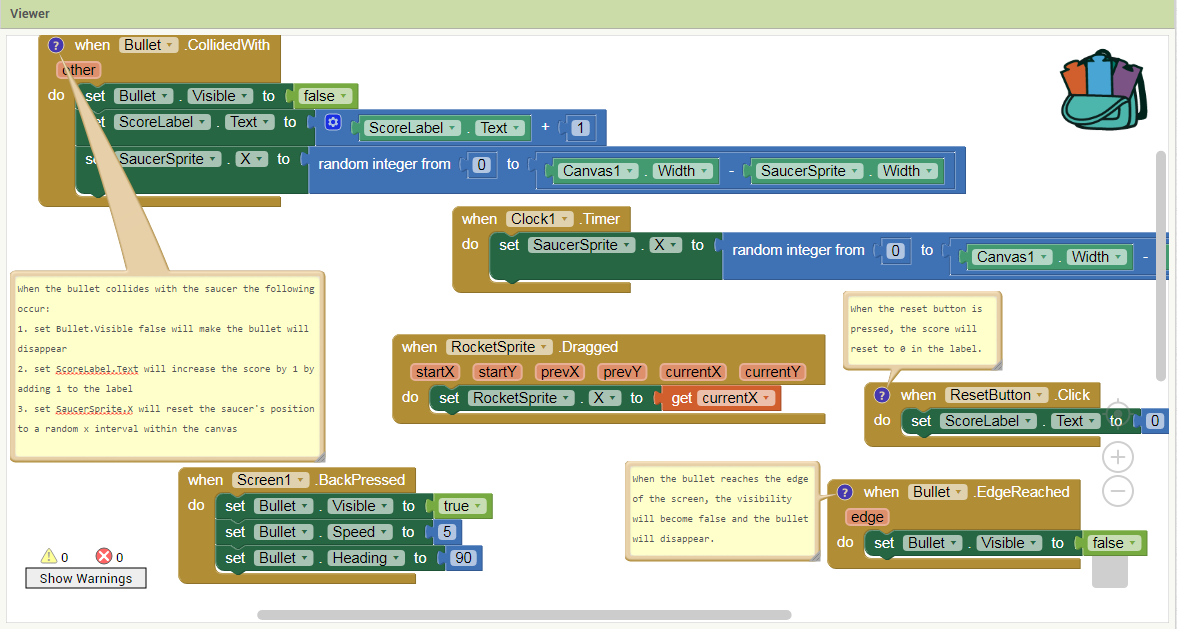 Viewer
when Bullet .CollidedWith
other
do set Bullet . Visible to false
set ScoreLabel . Text to ScoreLabel . Text + 1
set SaucerSprite . X to random integer from 0 to Canvas1 . Width - SaucerSprite . Width
when Clock1 .Timer
do set SaucerSprite . X to random integer from 0 to Canvas1 . Width -
When the bullet collides with the saucer the following
occur:
1. set Bullet.Visible false will make the bullet will
disappear
2. set ScoreLabel.Text will increase the score by 1 by
adding 1 to the label
3. set SaucerSprite.X will reset the saucer's position
to a random x interval within the canvas
When the reset button is
pressed, the score will
reset to 0 in the label.
when RocketSprite .Dragged
startX startY prevX prevY currentX currentY
do set RocketSprite . X to get currentX
? when ResetButton .Click
do set ScoreLabel . Text to 0
when Screen1 .BackPressed
do set Bullet . Visible to true
set Bullet . Speed to 5
set Bullet . Heading to 90
When the bullet reaches the edge
of the screen, the visibility
will become false and the bullet
will disappear.
? when Bullet .EdgeReached
edge
do set Bullet . Visible to false
0 0
Show Warnings